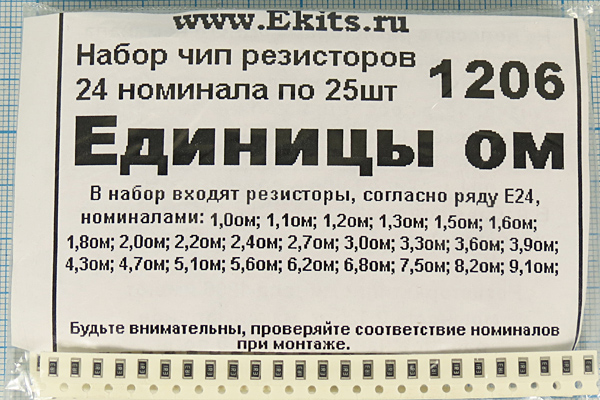 www.Ekits.ru
Набор чип резисторов
24 номинала по 25шт
1206
Единицы ом
В набор входят резисторы, согласно ряду Е24,
номиналами: 1,0ом; 1,1ом; 1,2ом; 1,3ом; 1,5ом; 1,6ом;
1,8ом; 2,0ом; 2,2ом; 2,4ом; 2,7ом; 3,0ом; 3,3ом; 3,6ом; 3,9ом;
4,3ом; 4,7ом; 5,1ом; 5,6ом; 6,2ом; 6,8ом; 7,5ом; 8,2ом; 9,1ом;
Будьте внимательны, проверяйте соответствие номиналов
при монтаже.